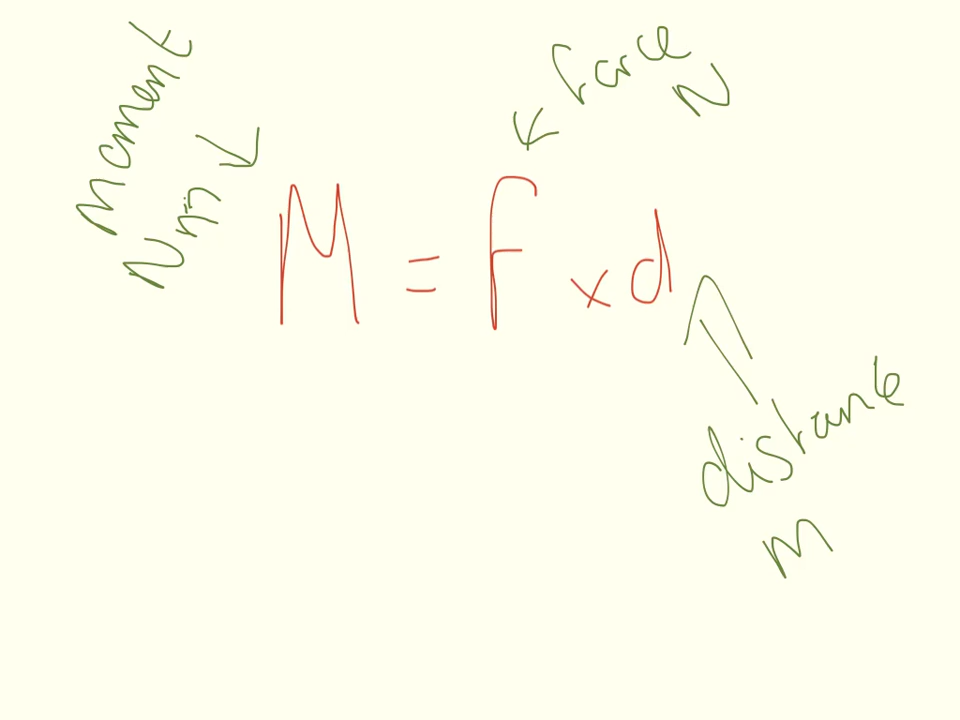 moment
Nm
force
N
M = F x d
distance
m